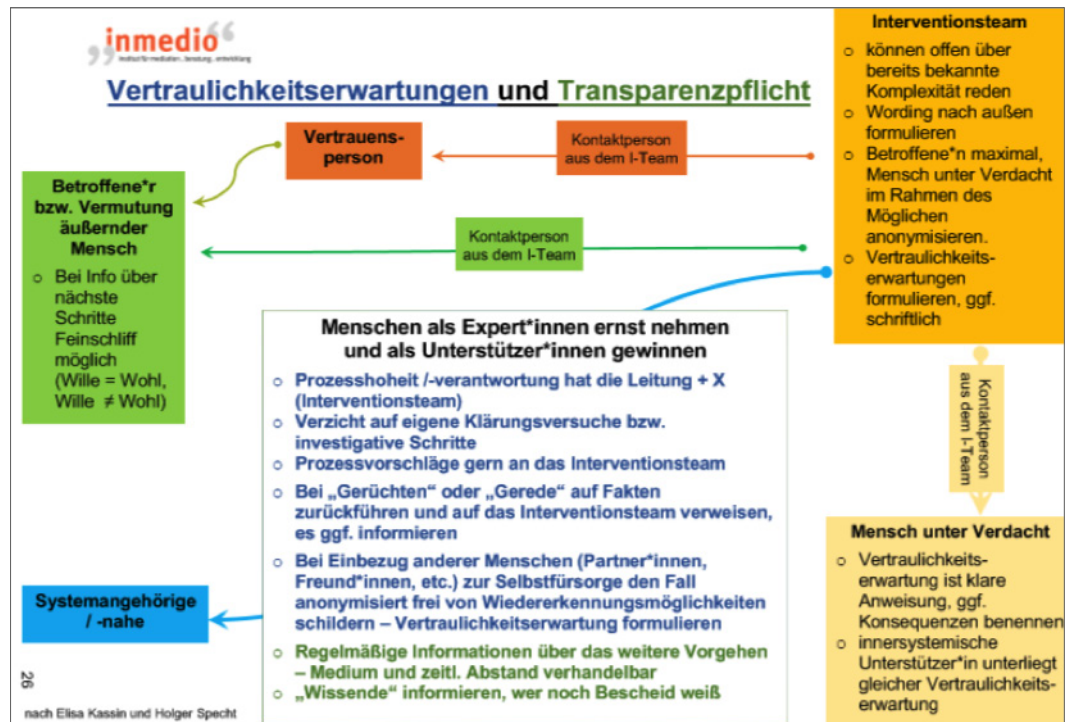 „inmedio“
institut für mediation . beratung . entwicklung
Vertraulichkeitserwartungen und Transparenzpflicht
Vertrauens-
person
Kontaktperson
aus dem I-Team
Betroffene*r
bzw. Vermutung
äußernder
Mensch
o Bei Info über
nächste
Schritte
Feinschliff
möglich
(Wille = Wohl,
Wille ≠ Wohl)
Kontaktperson
aus dem I-Team
Interventionsteam
o können offen über
bereits bekannte
Komplexität reden
o Wording nach außen
formulieren
o Betroffene*n maximal,
Mensch unter Verdacht
im Rahmen des
Möglichen
anonymisieren.
o Vertraulichkeits-
erwartungen
formulieren, ggf.
schriftlich
Menschen als Expert*innen ernst nehmen
und als Unterstützer*innen gewinnen
o Prozesshoheit /-verantwortung hat die Leitung + X
(Interventionsteam)
o Verzicht auf eigene Klärungsversuche bzw.
investigative Schritte
o Prozessvorschläge gern an das Interventionsteam
o Bei „Gerüchten“ oder „Gerede“ auf Fakten
zurückführen und auf das Interventionsteam verweisen,
es ggf. informieren
o Bei Einbezug anderer Menschen (Partner*innen,
Freund*innen, etc.) zur Selbstfürsorge den Fall
anonymisiert frei von Wiedererkennungsmöglichkeiten
schildern – Vertraulichkeitserwartung formulieren
o Regelmäßige Informationen über das weitere Vorgehen
– Medium und zeitl. Abstand verhandelbar
o „Wissende“ informieren, wer noch Bescheid weiß
Kontaktperson
aus dem I-Team
Mensch unter Verdacht
o Vertraulichkeits-
erwartung ist klare
Anweisung, ggf.
Konsequenzen benennen
o innersystemische
Unterstützer*in unterliegt
gleicher Vertraulichkeits-
erwartung
Systemangehörige
/ -nahe
26
nach Elisa Kassin und Holger Specht